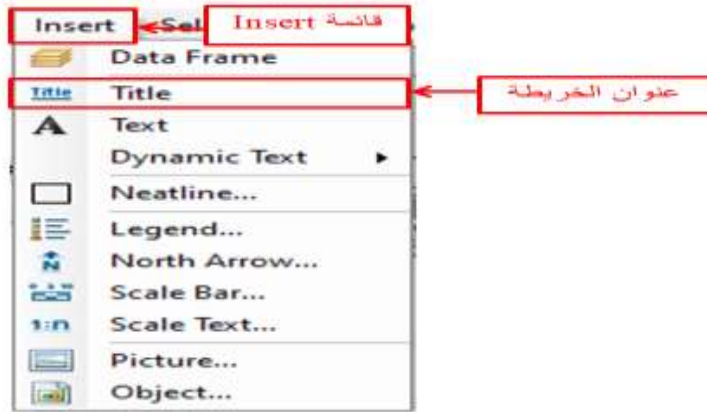 Insert Sel قائمة Insert
Data Frame
Title Title عنوان الخريطة
A Text
Dynamic Text
Neatline...
Legend...
N North Arrow...
Scale Bar...
1:n Scale Text...
Picture...
Object...